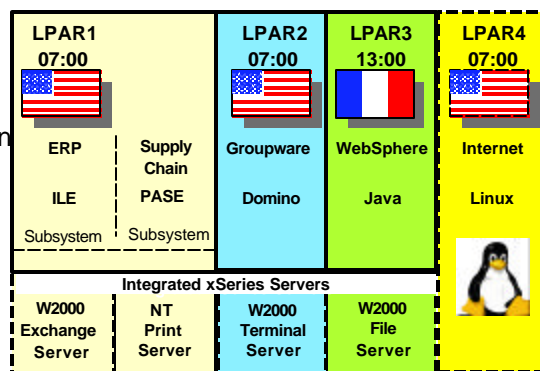 LPAR1
07:00
n
ERP
ILE
Subsystem
Supply
Chain
PASE
Subsystem
LPAR2
07:00
Groupware
Domino
LPAR3
13:00
WebSphere
Java
LPAR4
07:00
Internet
Linux
Integrated xSeries Servers
W2000
Exchange
Server
NT
Print
Server
W2000
Terminal
Server
W2000
File
Server